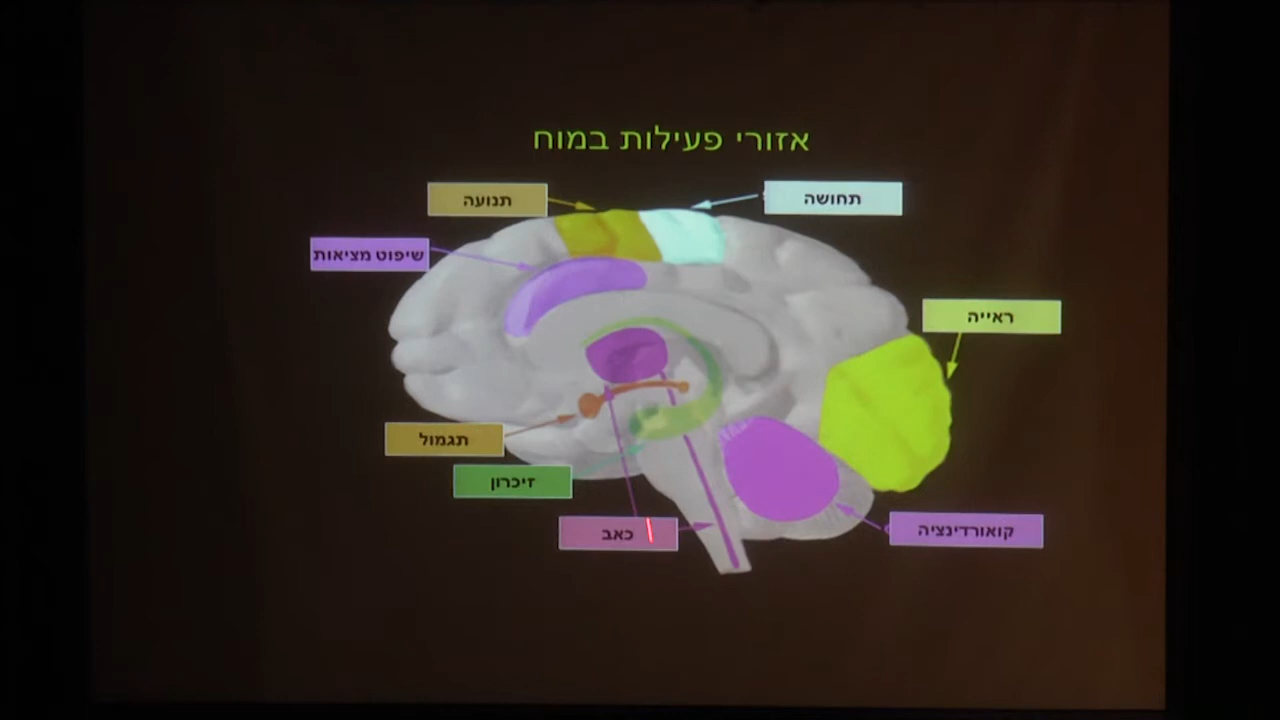 אזורי פעילות במוח
תחושה
תנועה
שיפוט מציאות
ראייה
תגמול
זיכרון
כאב
קואורדינציה